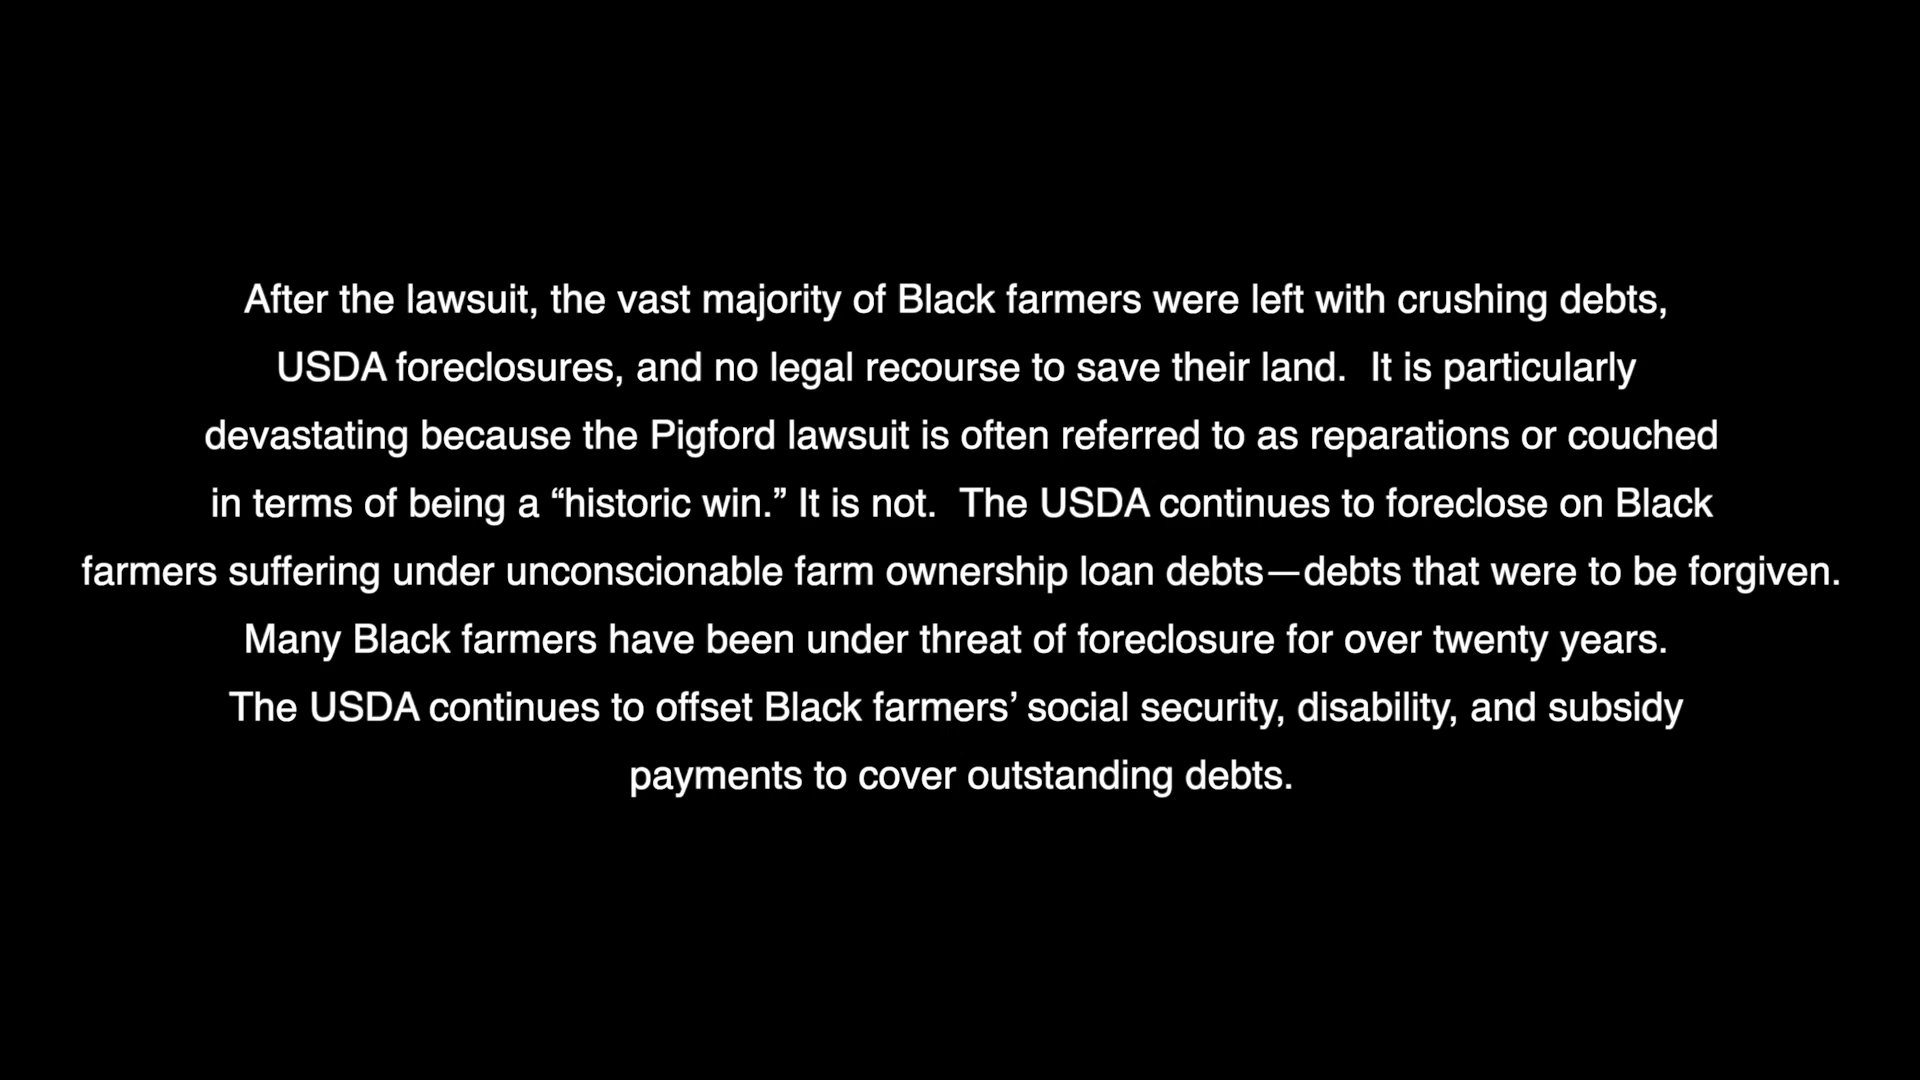 After the lawsuit, the vast majority of Black farmers were left with crushing debts,
USDA foreclosures, and no legal recourse to save their land.  It is particularly
devastating because the Pigford lawsuit is often referred to as reparations or couched
in terms of being a “historic win.” It is not.  The USDA continues to foreclose on Black
farmers suffering under unconscionable farm ownership loan debts—debts that were to be forgiven.
Many Black farmers have been under threat of foreclosure for over twenty years.
The USDA continues to offset Black farmers’ social security, disability, and subsidy
payments to cover outstanding debts.